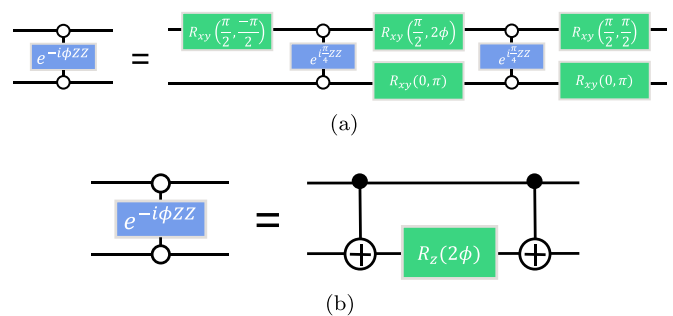 e^{-iϕZZ} = R_{xy}(π/2, -π/2) e^{iπ/4 ZZ} R_{xy}(π/2, 2ϕ) e^{iπ/4 ZZ} R_{xy}(π/2, π/2)
R_{xy}(0, π) R_{xy}(0, π)
(a)
e^{-iϕZZ} = R_z(2ϕ)
(b)